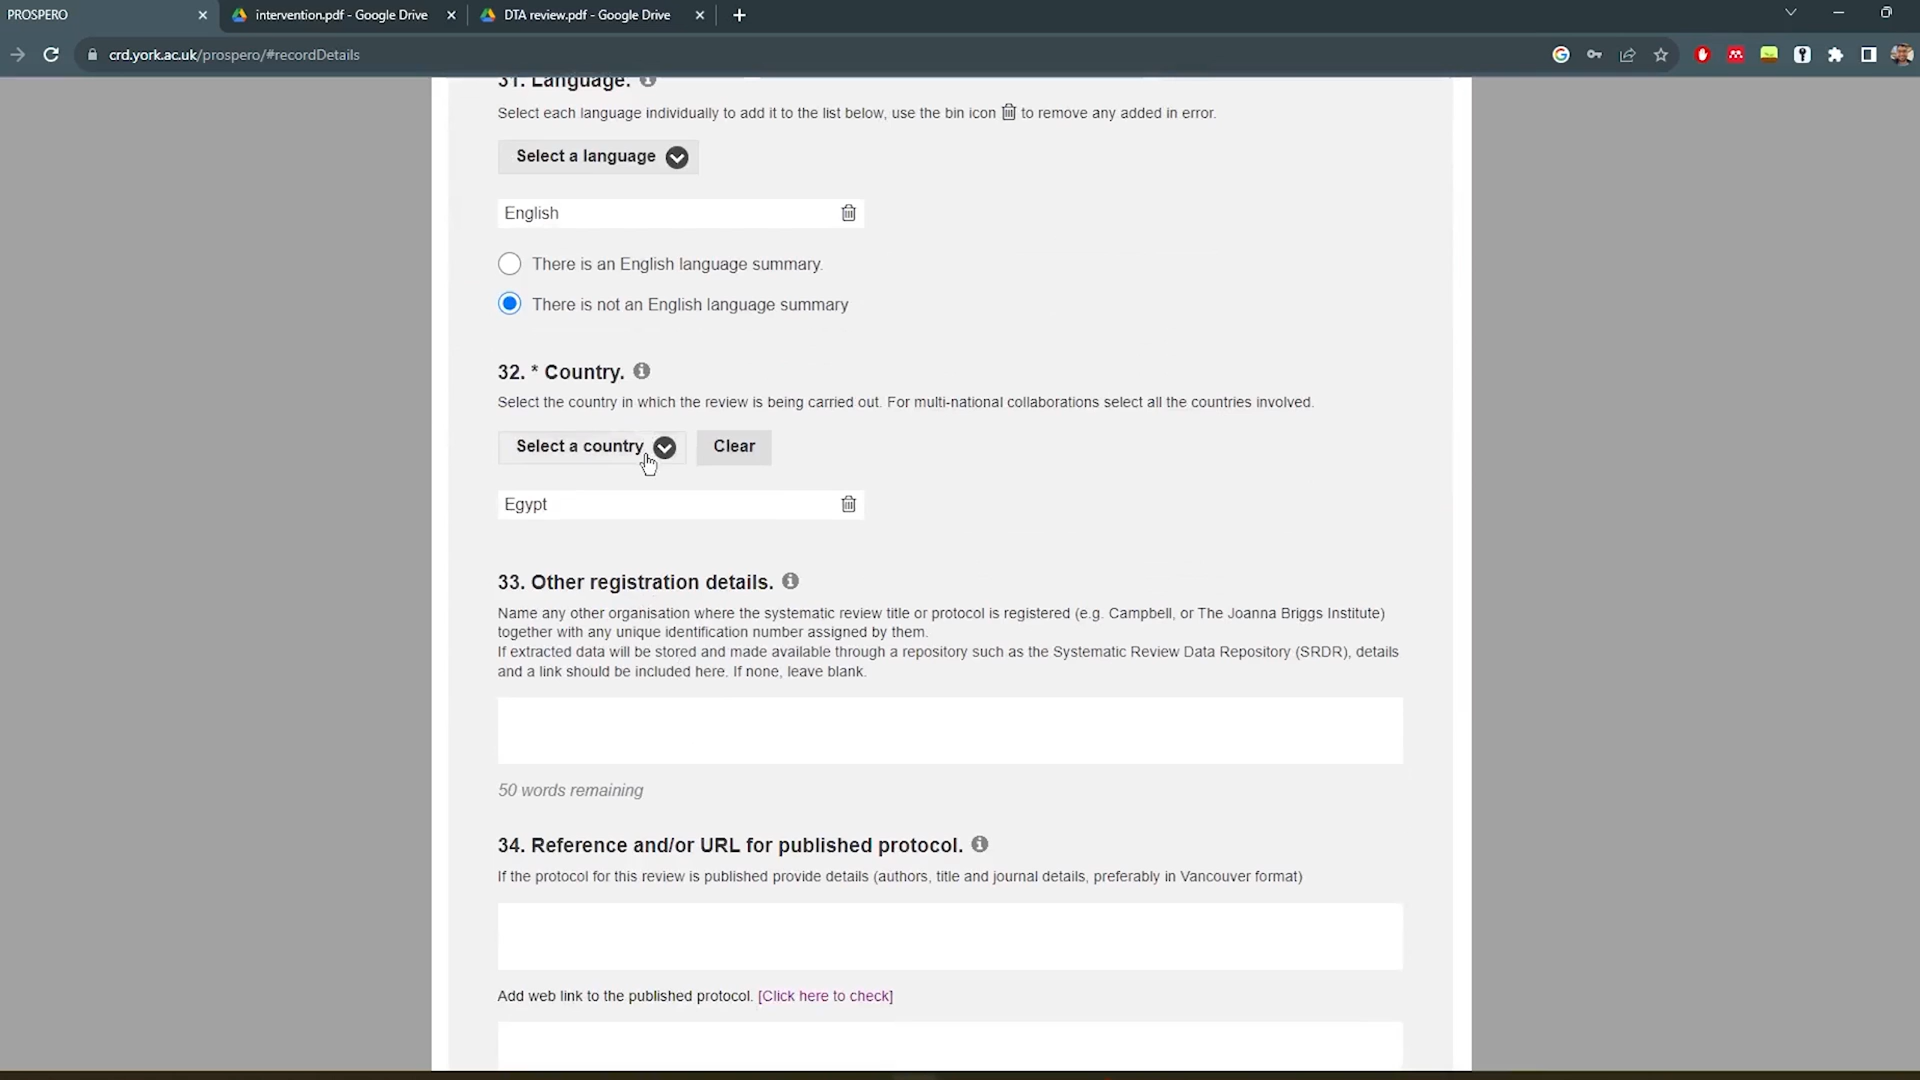 PROSPERO
intervention.pdf - Google Drive
DTA review.pdf - Google Drive
crd.york.ac.uk/prospero/#recordDetails
31. Language.
Select each language individually to add it to the list below, use the bin icon to remove any added in error.
Select a language
English
There is an English language summary.
There is not an English language summary
32. * Country.
Select the country in which the review is being carried out. For multi-national collaborations select all the countries involved.
Select a country
Clear
Egypt
33. Other registration details.
Name any other organisation where the systematic review title or protocol is registered (e.g. Campbell, or The Joanna Briggs Institute)
together with any unique identification number assigned by them.
If extracted data will be stored and made available through a repository such as the Systematic Review Data Repository (SRDR), details
and a link should be included here. If none, leave blank.
50 words remaining
34. Reference and/or URL for published protocol.
If the protocol for this review is published provide details (authors, title and journal details, preferably in Vancouver format)
Add web link to the published protocol. [Click here to check]